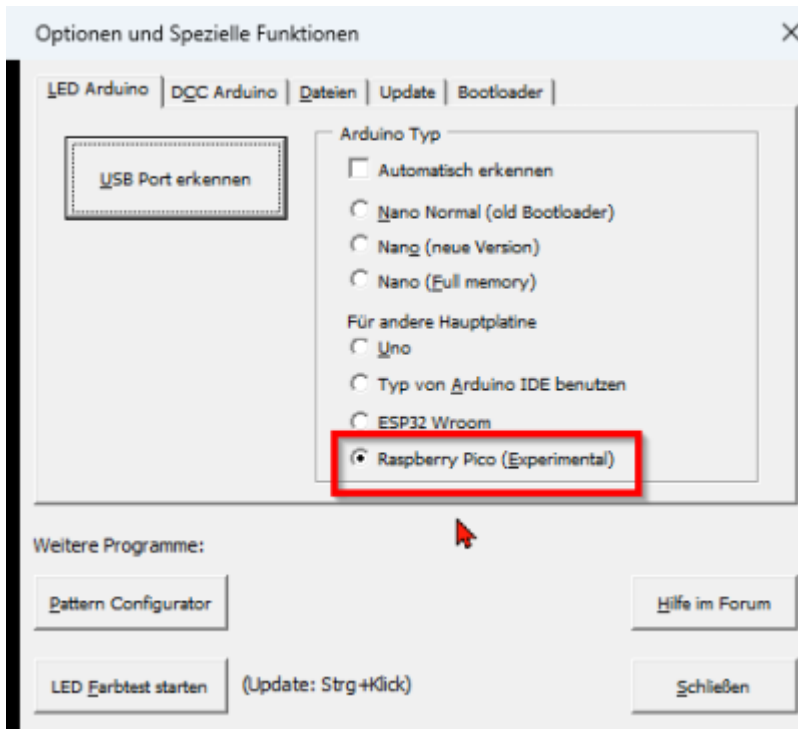 Optionen und Spezielle Funktionen
LED Arduino
DCC Arduino
Dateien
Update
Bootloader
USB Port erkennen
Arduino Typ
Automatisch erkennen
Nano Normal (old Bootloader)
Nano (neue Version)
Nano (Full memory)
Für andere Hauptplatine
Uno
Typ von Arduino IDE benutzen
ESP32 Wroom
Raspberry Pico (Experimental)
Weitere Programme:
Pattern Configurator
Hilfe im Forum
LED Farbtest starten
(Update: Strg+Klick)
Schließen